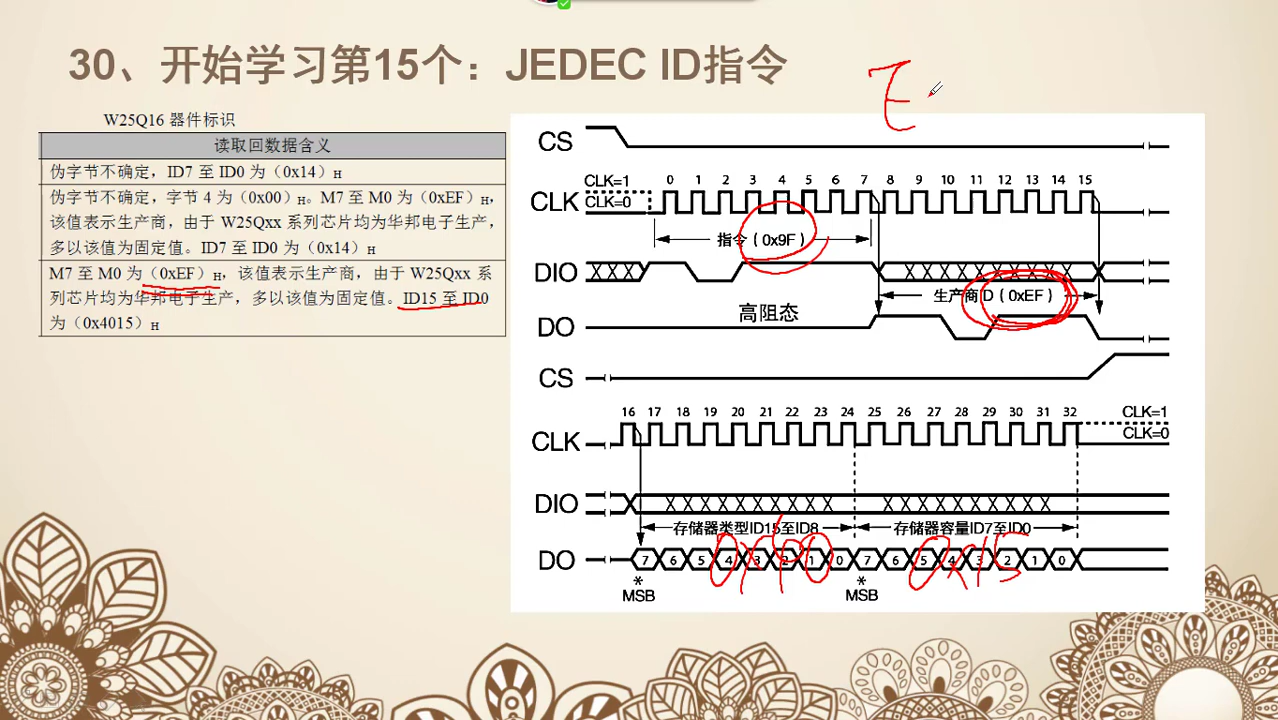 30、开始学习第15个：JEDEC ID指令
E
W25Q16 器件标识
读取回数据含义
伪字节不确定，ID7 至 ID0 为（0x14）H
伪字节不确定，字节 4 为（0x00）H。M7 至 M0 为（0xEF）H，
该值表示生产商，由于 W25Qxx 系列芯片均为华邦电子生产，
多以该值为固定值。ID7 至 ID0 为（0x14）H
M7 至 M0 为（0xEF）H，该值表示生产商，由于 W25Qxx 系
列芯片均为华邦电子生产，多以该值为固定值。ID15 至 ID0
为（0x4015）H
CS
CLK=1
CLK=0
CLK
0 1 2 3 4 5 6 7 8 9 10 11 12 13 14 15
指令（0x9F）
DIO
生产商ID（0xEF）
高阻态
DO
CS
16 17 18 19 20 21 22 23 24 25 26 27 28 29 30 31 32
CLK=1
CLK=0
CLK
DIO
存储器类型ID15至ID8 存储器容量ID7至ID0
DO
7 6 5 4 3 2 1 0 7 6 5 4 3 2 1 0
0x40 0x15
* *
MSB MSB